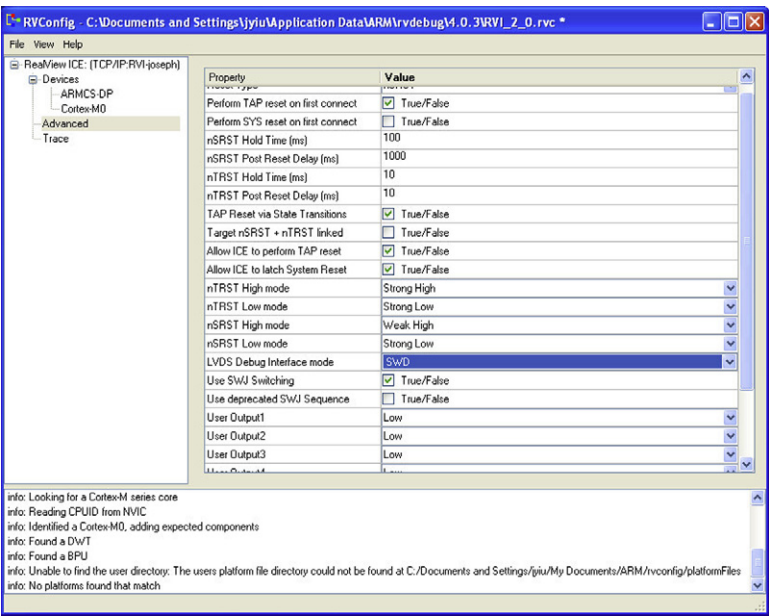 RVConfig - C:\Documents and Settings\jyiu\Application Data\ARM\rvdebug\4.0.3\RVI_2_0.rvc *
File View Help
RealView ICE: (TCP/IP:RVI-joseph)
Devices
ARMCS-DP
Cortex-M0
Advanced
Trace
Property Value
Perform TAP reset on first connect True/False
Perform SYS reset on first connect True/False
nSRST Hold Time (ms) 100
nSRST Post Reset Delay (ms) 1000
nTRST Hold Time (ms) 10
nTRST Post Reset Delay (ms) 10
TAP Reset via State Transitions True/False
Target nSRST + nTRST linked True/False
Allow ICE to perform TAP reset True/False
Allow ICE to latch System Reset True/False
nTRST High mode Strong High
nTRST Low mode Strong Low
nSRST High mode Weak High
nSRST Low mode Strong Low
LVDS Debug Interface mode SWD
Use SWJ Switching True/False
Use deprecated SWJ Sequence True/False
User Output1 Low
User Output2 Low
User Output3 Low
info: Looking for a Cortex-M series core
info: Reading CPUID from NVIC
info: Identified a Cortex-M0, adding expected components
info: Found a DWT
info: Found a BPU
info: Unable to find the user directory: The users platform file directory could not be found at C:/Documents and Settings/jyiu/My Documents/ARM/rvconfig/platformFiles
info: No platforms found that match